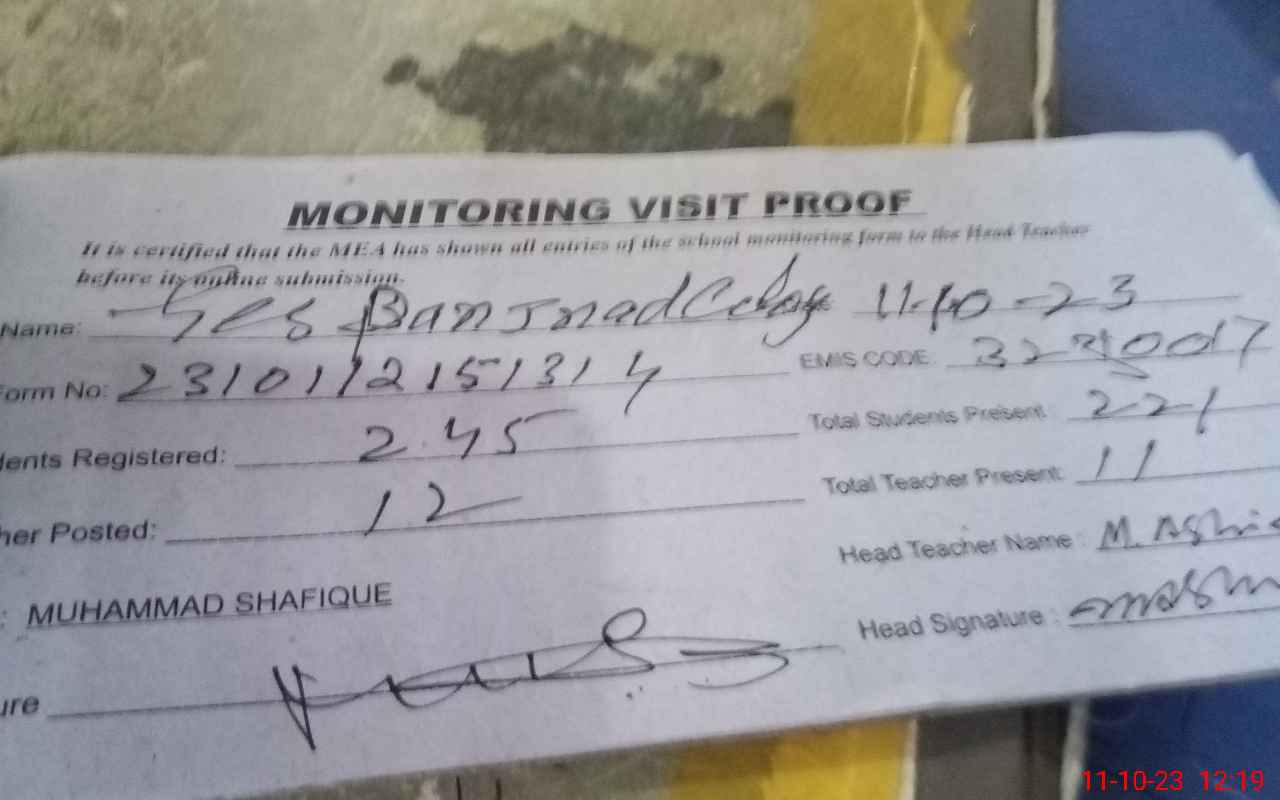 MONITORING VISIT PROOF
It is certified that the MEA has shown all entries of the school monitoring form to the Head Teacher
before its online submission.
Name: 11-10-23
orm No: 2310112151314 EMIS CODE:
dents Registered: 245 Total Students Present: 221
her Posted: 12 Total Teacher Present: 11
Head Teacher Name : M. Ashi
: MUHAMMAD SHAFIQUE
Head Signature :
ure
11-10-23 12:19